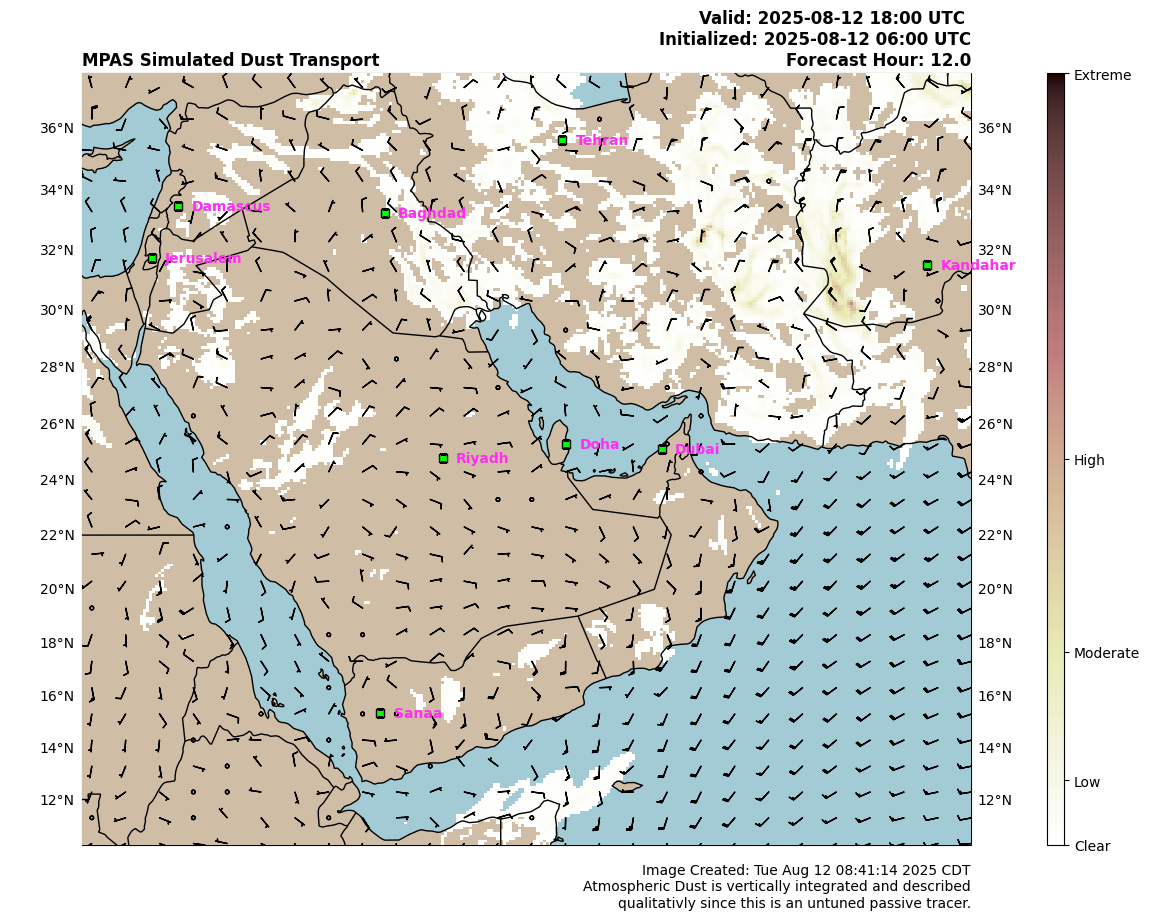 Valid: 2025-08-12 18:00 UTC
Initialized: 2025-08-12 06:00 UTC
MPAS Simulated Dust Transport
Forecast Hour: 12.0
Extreme
36°N
36°N
Tehran
34°N
34°N
Damascus
Baghdad
32°N
32°N
Jerusalem
Kandahar
30°N
30°N
28°N
28°N
26°N
26°N
Doha
Dubai
Riyadh
High
24°N
24°N
22°N
22°N
20°N
20°N
18°N
18°N
Moderate
16°N
16°N
Sanaa
14°N
14°N
Low
12°N
12°N
Clear
Image Created: Tue Aug 12 08:41:14 2025 CDT
Atmospheric Dust is vertically integrated and described
qualitativly since this is an untuned passive tracer.